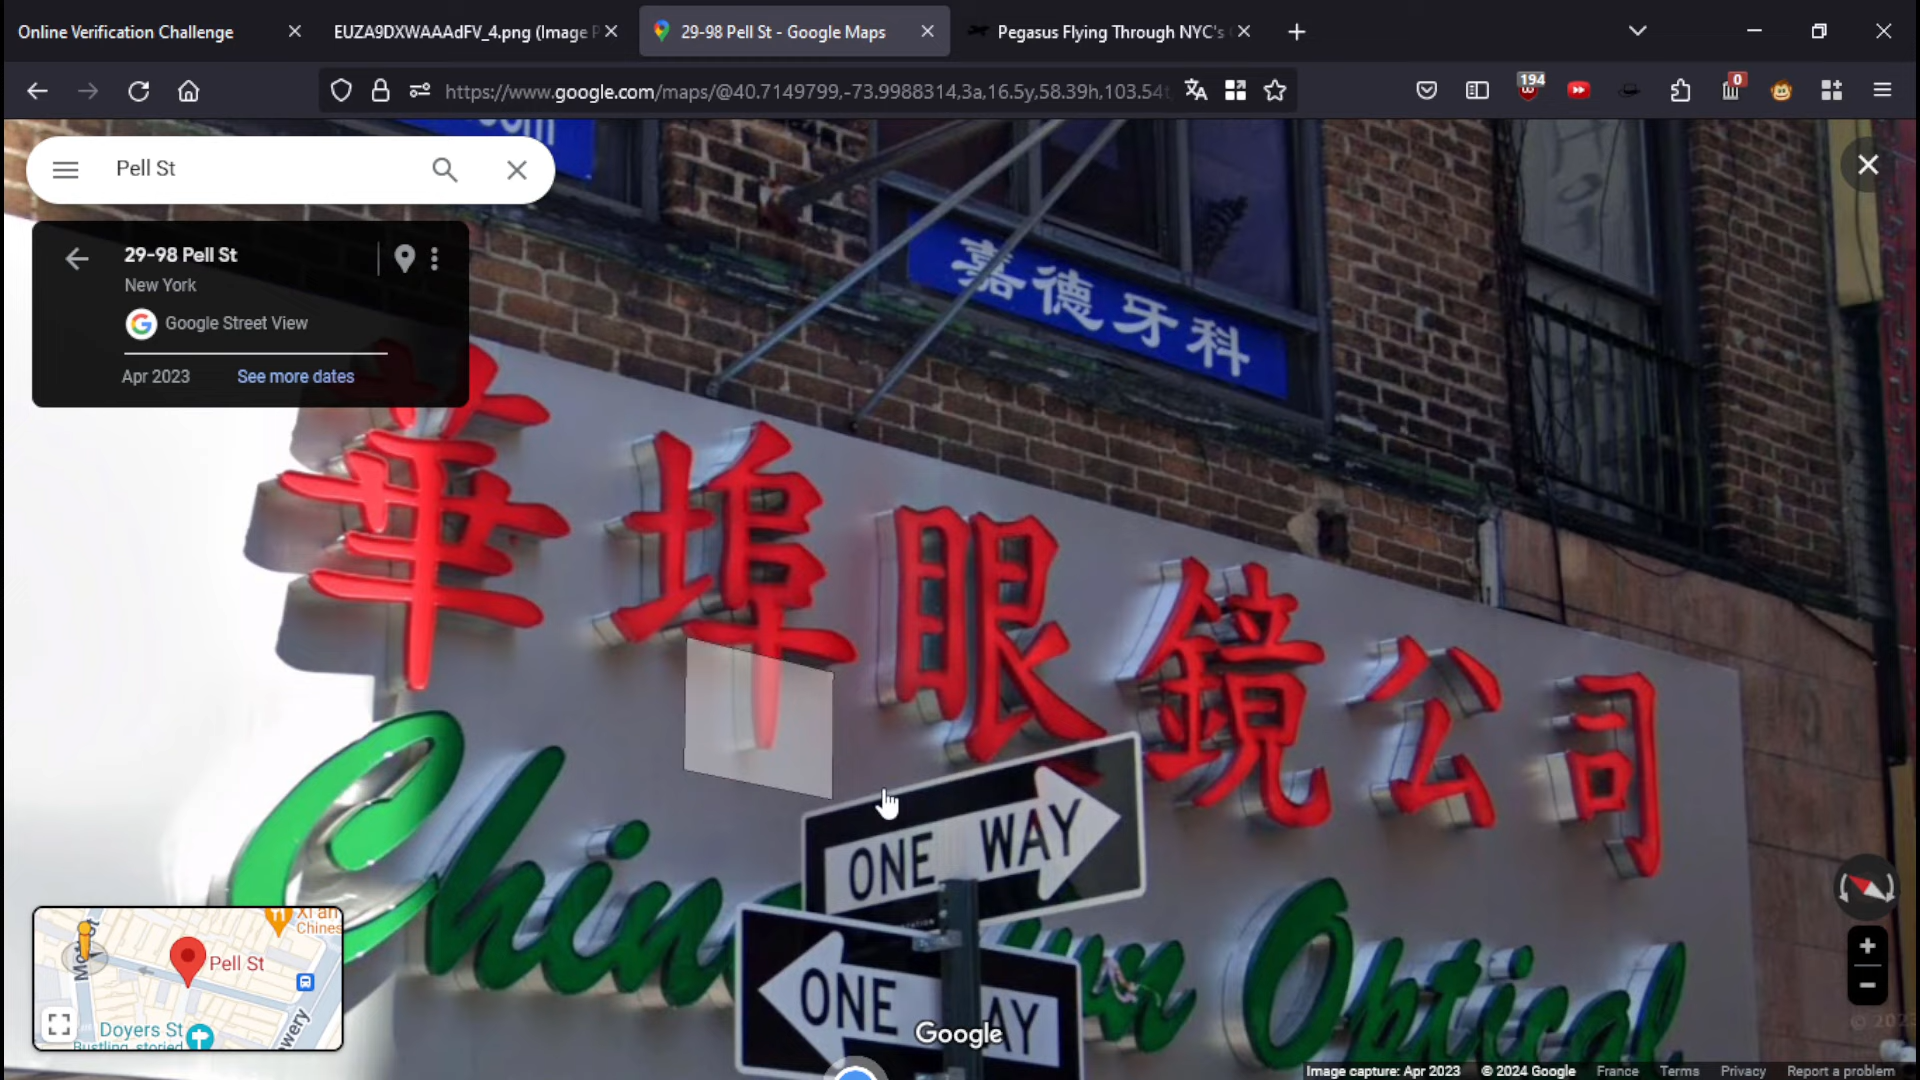 Online Verification Challenge
EUZA9DXWAAAdFV_4.png (Image P
29-98 Pell St - Google Maps
Pegasus Flying Through NYC's
https://www.google.com/maps/@40.7149799,-73.9988314,3a,16.5y,58.39h,103.54t
194
0
Pell St
29-98 Pell St
New York
Google Street View
Apr 2023
See more dates
嘉德牙科
華埠眼鏡公司
Optical
ONE WAY
ONE
Pell St
Doyers St
Google
Image capture: Apr 2023
© 2024 Google
France
Terms
Privacy
Report a problem